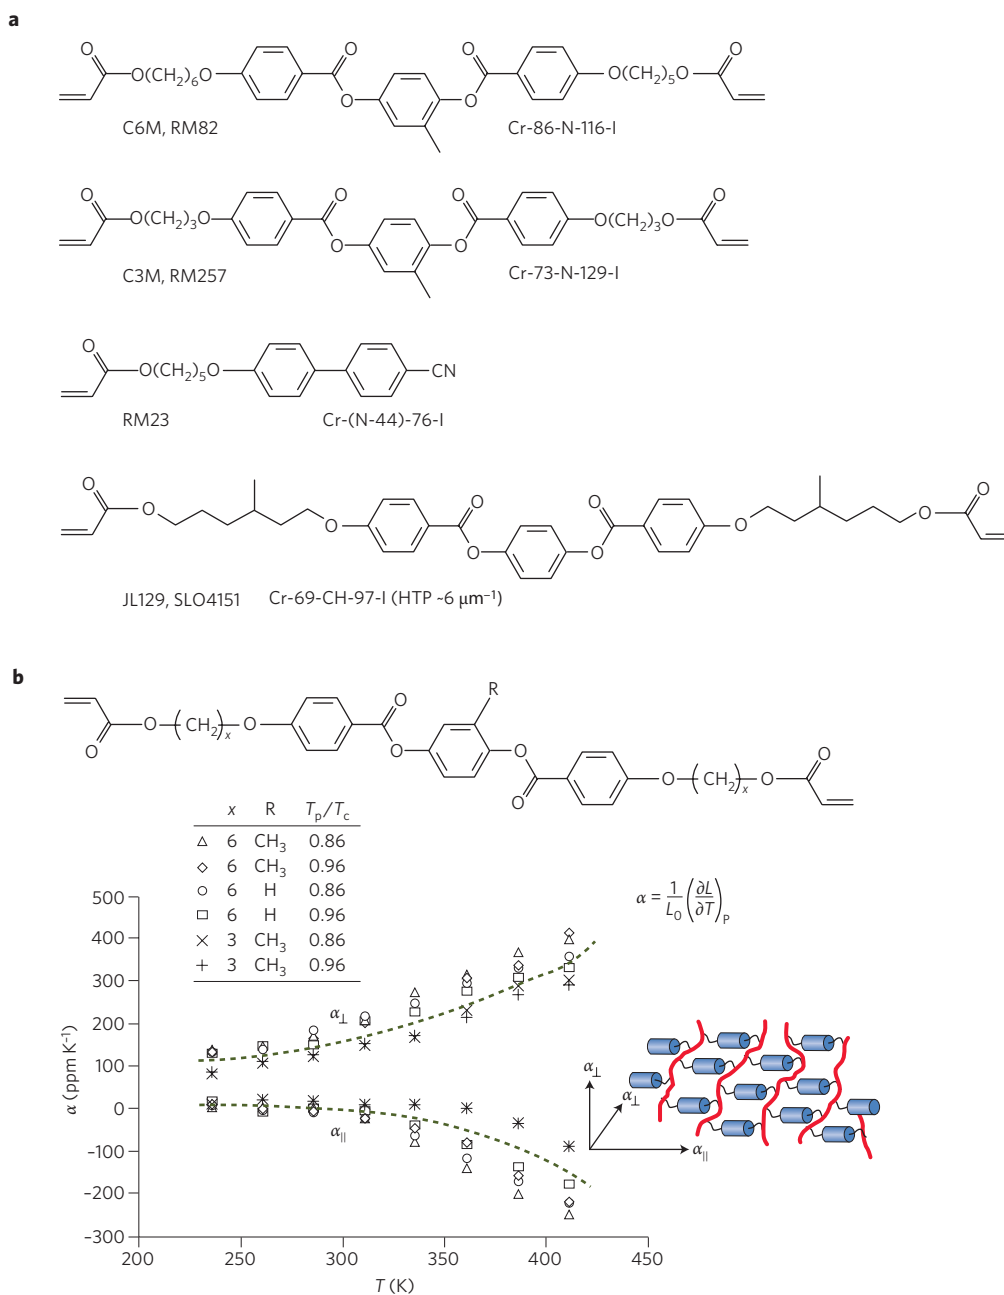 a
O
O
O
O
O(CH2)6O
O
O
O(CH2)5O
C6M, RM82
Cr-86-N-116-I
O
O
O
O
O(CH2)3O
O
O
O(CH2)3O
C3M, RM257
Cr-73-N-129-I
O
O(CH2)5O
CN
RM23
Cr-(N-44)-76-I
O
O
O
O
O
O
O
O
O
O
JL129, SLO4151
Cr-69-CH-97-I (HTP ~6 μm⁻¹)
b
R
O
O
O
(CH2)x
O
O
O
O
O
(CH2)x
O
O
x R Tp/Tc
△ 6 CH3 0.86
◇ 6 CH3 0.96
○ 6 H 0.86
□ 6 H 0.96
× 3 CH3 0.86
+ 3 CH3 0.96
α = 1/L0 (∂L/∂T)P
500
400
300
200
100
0
-100
-200
-300
α (ppm K⁻¹)
α⊥
α||
α⊥
α⊥
α||
200
250
300
350
400
450
T (K)